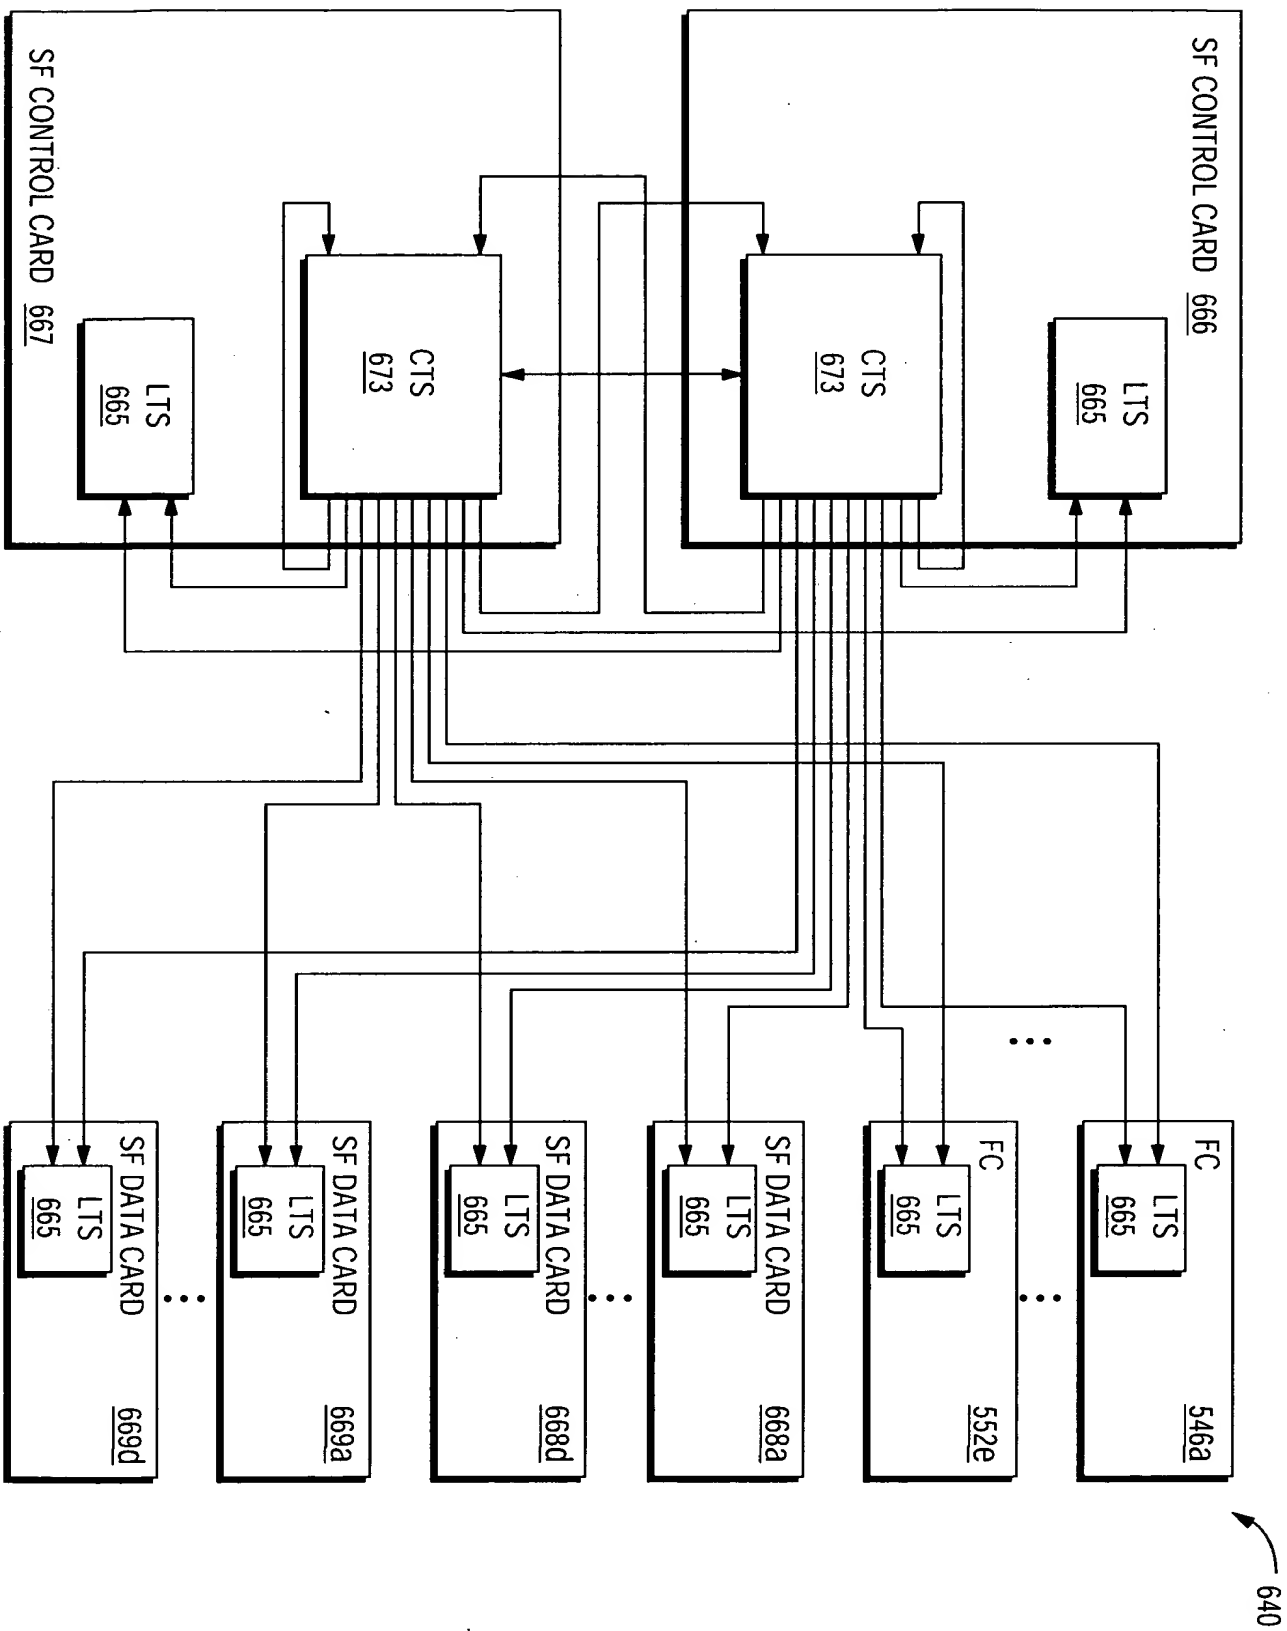 640
SF CONTROL CARD 666
LTS
665
CTS
673
SF CONTROL CARD 667
CTS
673
LTS
665
FC
546a
LTS
665
FC
552e
LTS
665
SF DATA CARD
668a
LTS
665
SF DATA CARD
668d
LTS
665
SF DATA CARD
669a
LTS
665
SF DATA CARD
669d
LTS
665